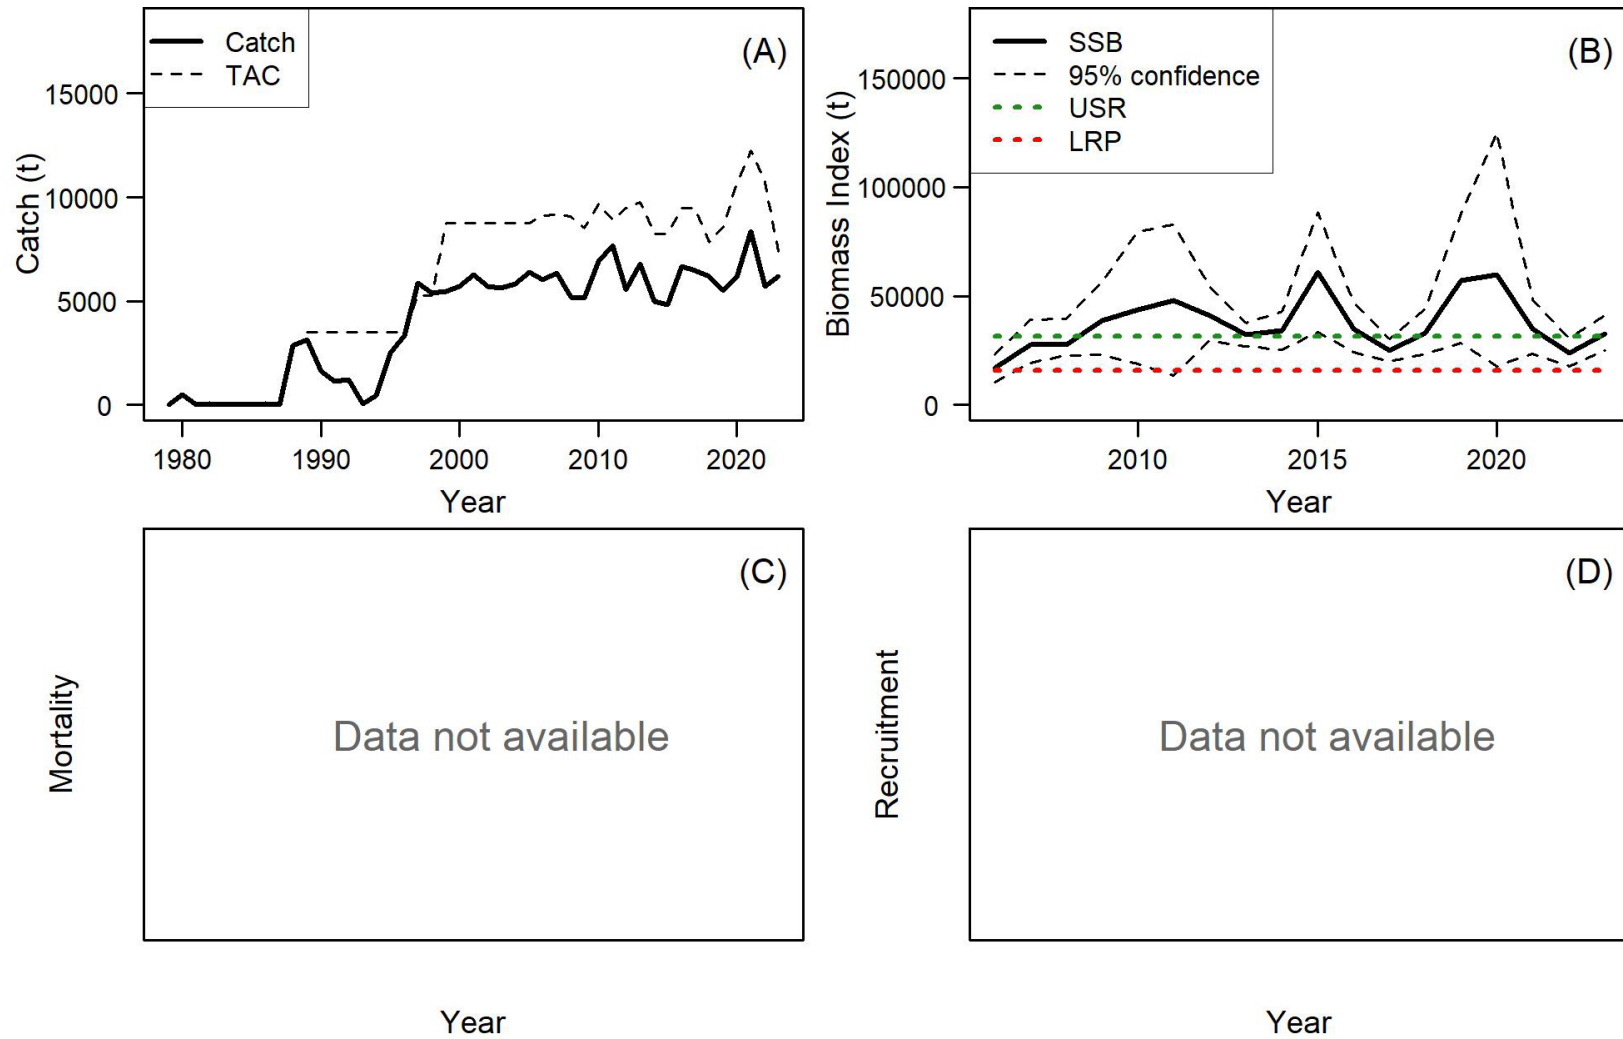 Catch
TAC
(A)
Catch (t)
15000
10000
5000
0
1980
1990
2000
2010
2020
Year
SSB
95% confidence
USR
LRP
(B)
Biomass Index (t)
150000
100000
50000
0
2010
2015
2020
Year
(C)
Mortality
Data not available
Year
(D)
Recruitment
Data not available
Year